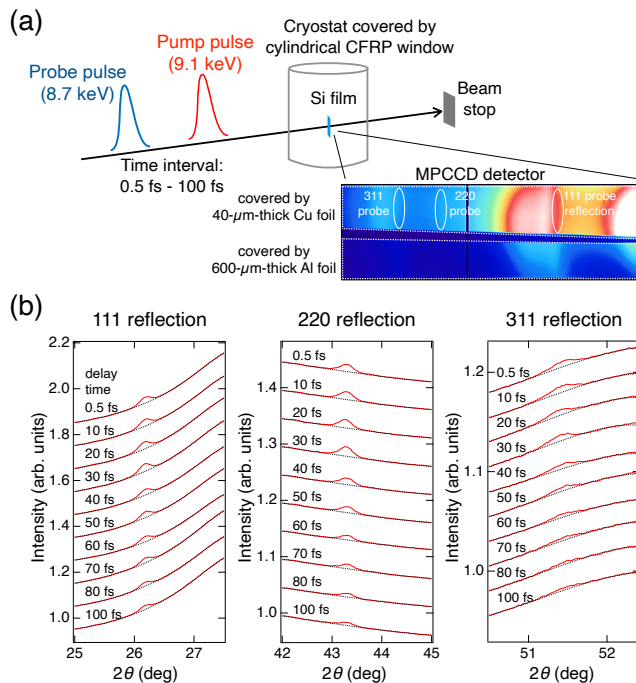 (a)
Cryostat covered by
cylindrical CFRP window
Pump pulse
(9.1 keV)
Probe pulse
(8.7 keV)
Si film
Beam
stop
Time interval:
0.5 fs - 100 fs
MPCCD detector
covered by
40-µm-thick Cu foil
311
probe
220
probe
111 probe
reflection
covered by
600-µm-thick Al foil
(b)
111 reflection
220 reflection
311 reflection
Intensity (arb. units)
2.2
2.0
1.8
1.6
1.4
1.2
1.0
delay
time
0.5 fs
10 fs
20 fs
30 fs
40 fs
50 fs
60 fs
70 fs
80 fs
100 fs
25
26
27
2θ (deg)
Intensity (arb. units)
1.4
1.3
1.2
1.1
1.0
0.5 fs
10 fs
20 fs
30 fs
40 fs
50 fs
60 fs
70 fs
80 fs
100 fs
42
43
44
45
2θ (deg)
Intensity (arb. units)
1.2
1.1
1.0
0.5 fs
10 fs
20 fs
30 fs
40 fs
50 fs
60 fs
70 fs
80 fs
100 fs
51
52
2θ (deg)